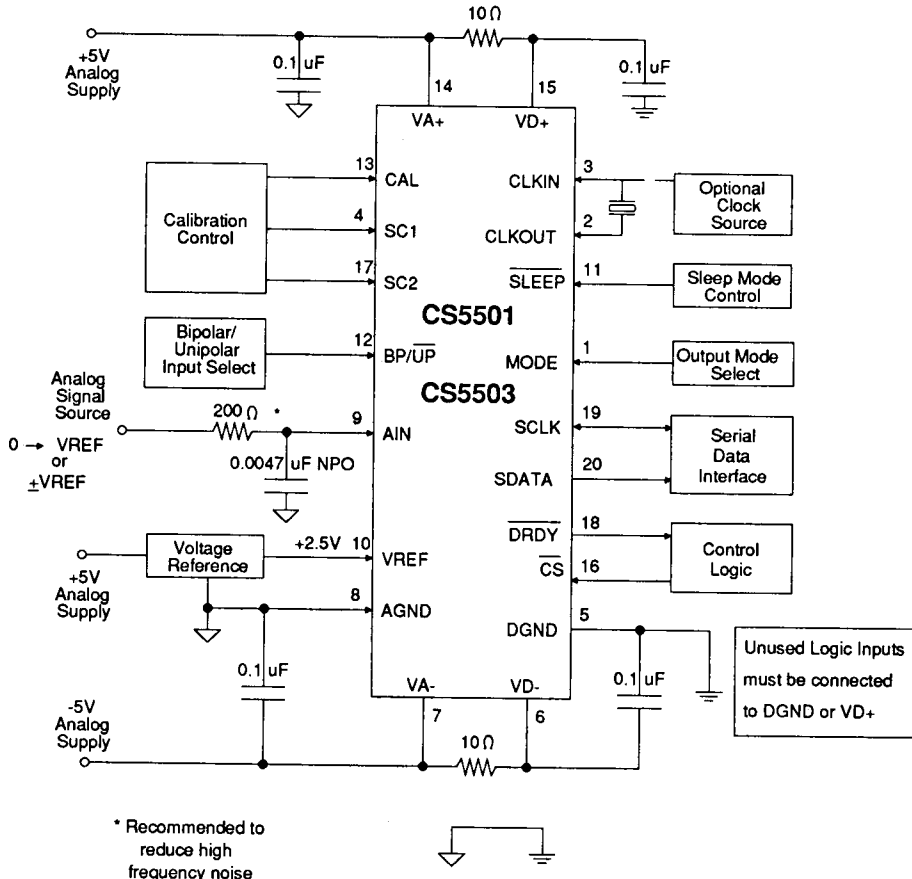 10Ω
+5V
Analog
Supply
0.1 uF
0.1 uF
14
15
VA+
VD+
13
CAL
CLKIN
3
Optional
Clock
Source
Calibration
Control
4
SC1
2
CLKOUT
17
SC2
SLEEP
11
Sleep Mode
Control
CS5501
Bipolar/
Unipolar
Input Select
12
BP/UP
MODE
1
Output Mode
Select
CS5503
Analog
Signal
Source
200Ω
*
9
AIN
SCLK
19
Serial
Data
Interface
0 → VREF
or
±VREF
0.0047 uF NPO
SDATA
20
DRDY
18
Control
Logic
+5V
Analog
Supply
Voltage
Reference
+2.5V
10
VREF
CS
16
8
AGND
DGND
5
Unused Logic Inputs
must be connected
to DGND or VD+
0.1 uF
0.1 uF
VA-
VD-
-5V
Analog
Supply
7
6
10Ω
* Recommended to
reduce high
frequency noise